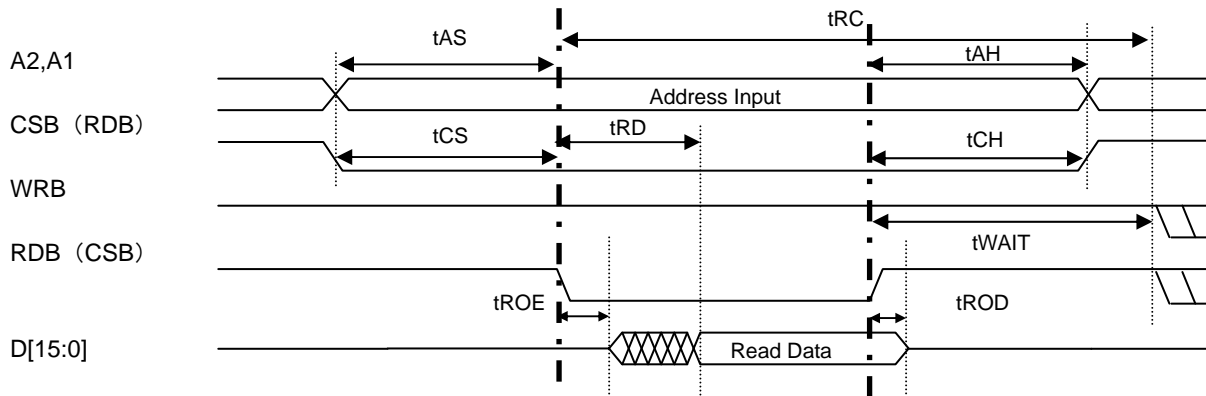 tRC
tAS
tAH
A2,A1
Address Input
CSB（RDB）
tRD
tCS
tCH
WRB
tWAIT
RDB（CSB）
tROE
tROD
D[15:0]
Read Data